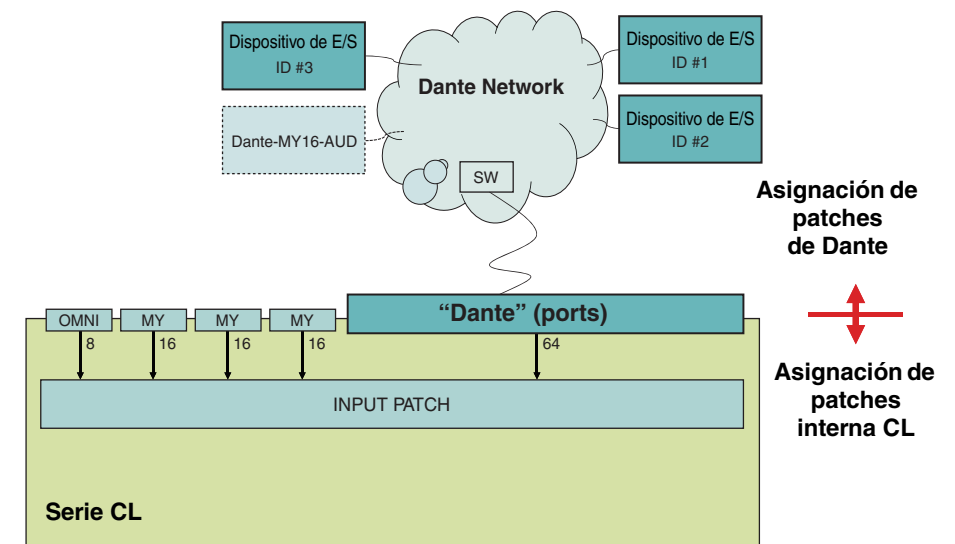 Dispositivo de E/S
ID #3
Dante-MY16-AUD
Dante Network
SW
Dispositivo de E/S
ID #1
Dispositivo de E/S
ID #2
Asignación de
patches
de Dante
Asignación de
patches
interna CL
OMNI
MY
MY
MY
“Dante” (ports)
8
16
16
16
64
INPUT PATCH
Serie CL